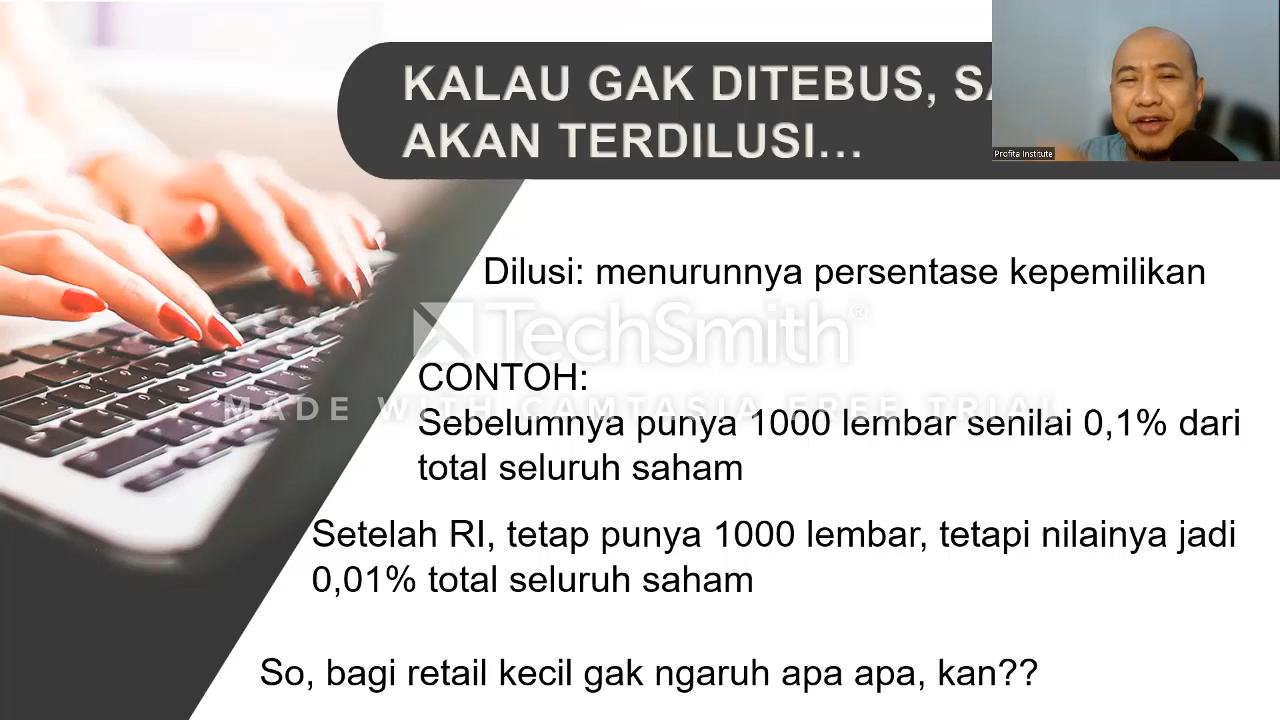 KALAU GAK DITEBUS,
AKAN TERDILUSI...
Profita Institute
Dilusi: menurunnya persentase kepemilikan
TechSmith®
CONTOH:
MADE WITH CAMTASIA FREE TRIAL
Sebelumnya punya 1000 lembar senilai 0,1% dari
total seluruh saham
Setelah RI, tetap punya 1000 lembar, tetapi nilainya jadi
0,01% total seluruh saham
So, bagi retail kecil gak ngaruh apa apa, kan??